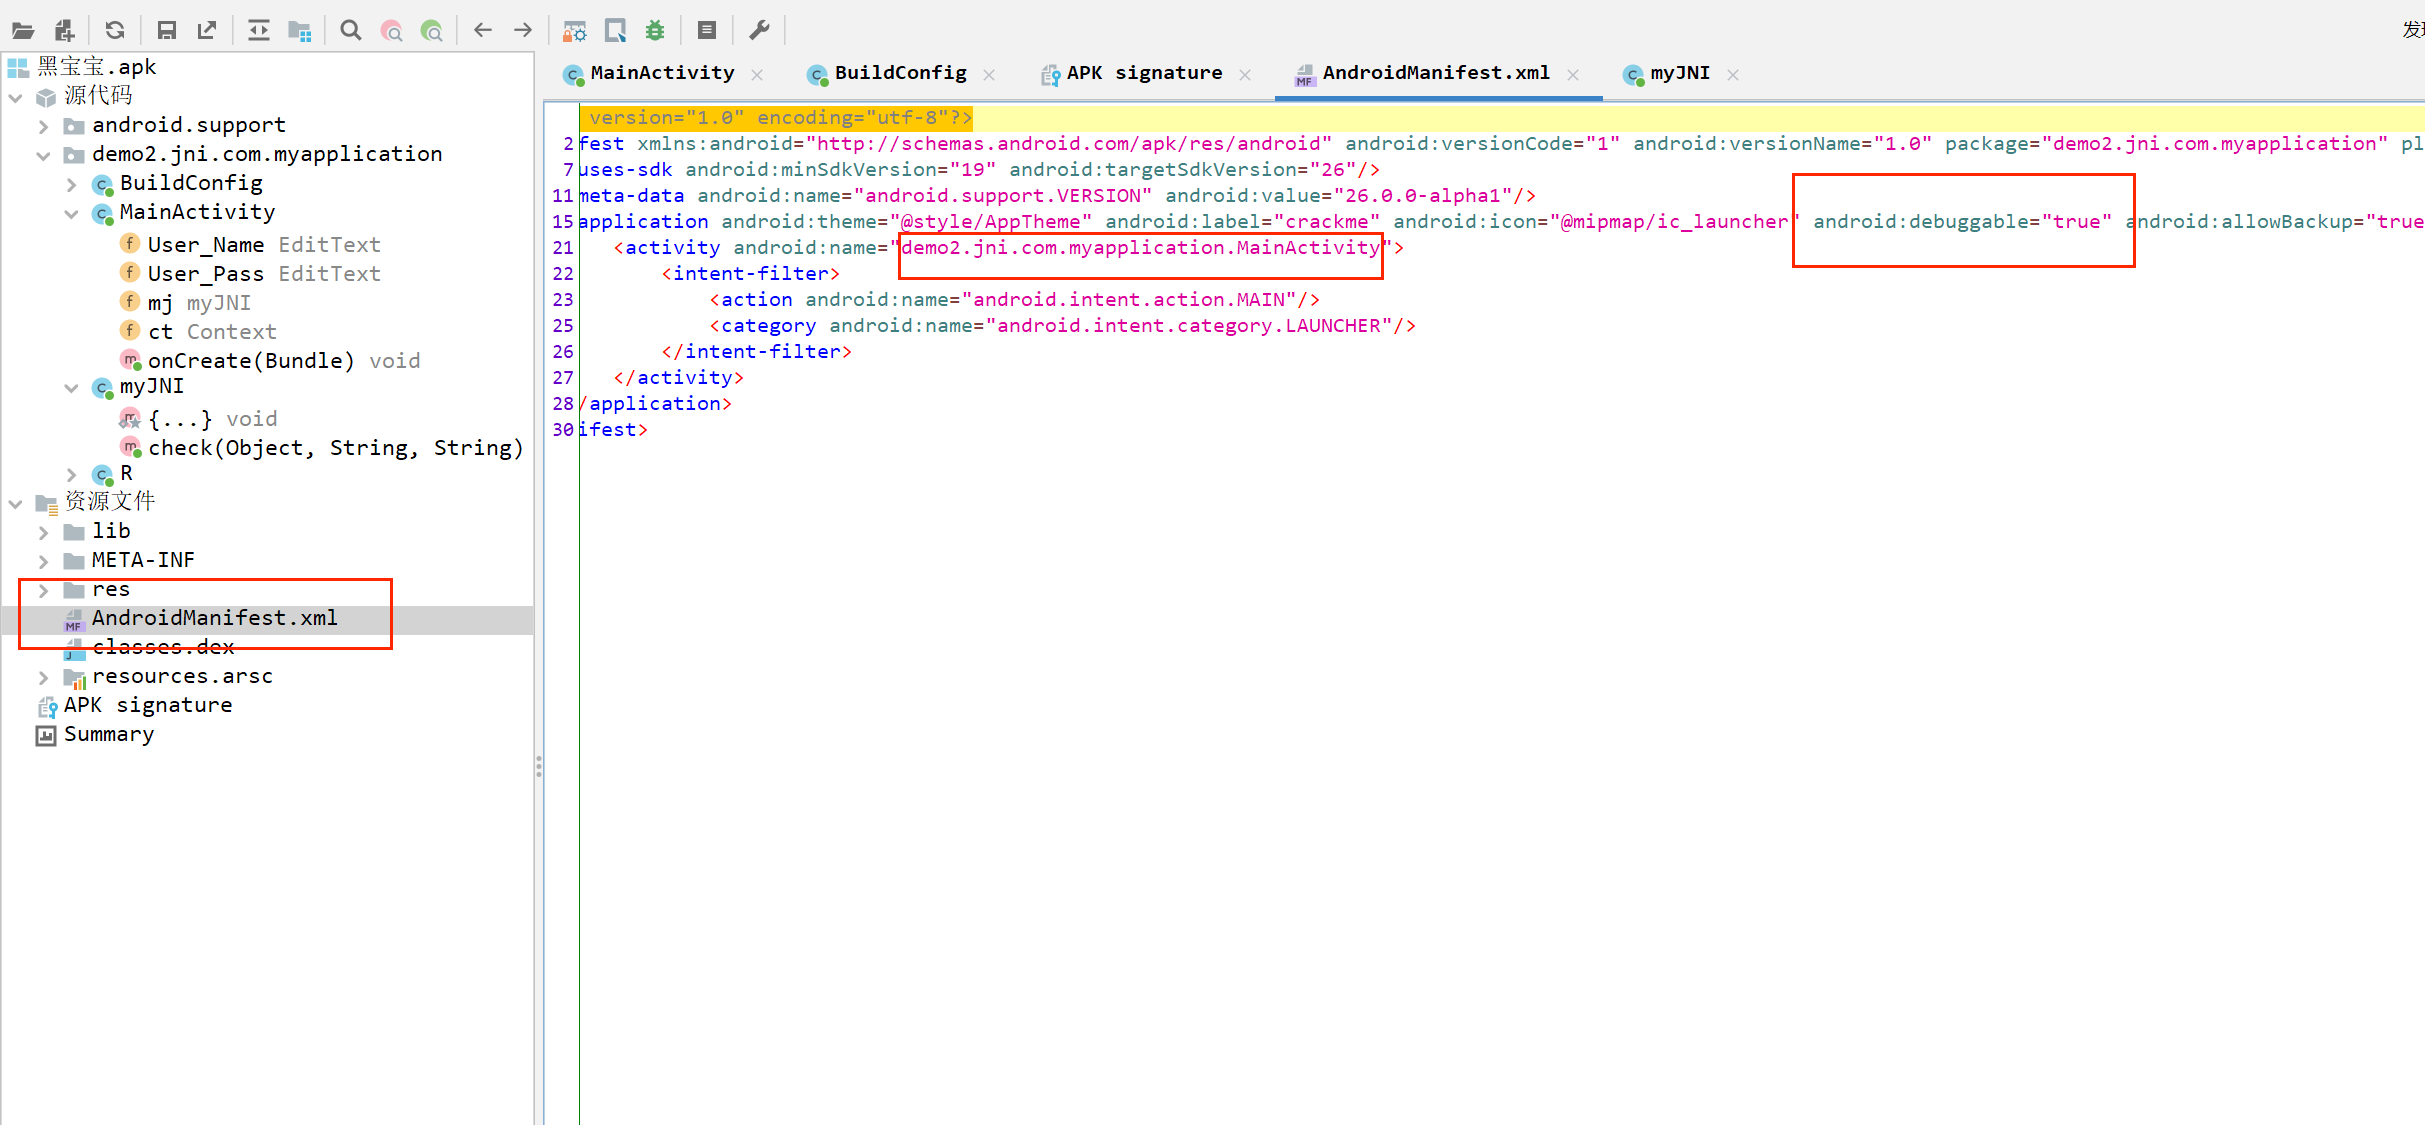 发现
黑宝宝.apk
源代码
android.support
demo2.jni.com.myapplication
BuildConfig
MainActivity
User_Name EditText
User_Pass EditText
mj myJNI
ct Context
onCreate(Bundle) void
myJNI
{...} void
check(Object, String, String)
R
资源文件
lib
META-INF
res
AndroidManifest.xml
classes.dex
resources.arsc
APK signature
Summary
MainActivity
BuildConfig
APK signature
AndroidManifest.xml
myJNI
version="1.0" encoding="utf-8"?>
2 fest xmlns:android="http://schemas.android.com/apk/res/android" android:versionCode="1" android:versionName="1.0" package="demo2.jni.com.myapplication" pl
7 uses-sdk android:minSdkVersion="19" android:targetSdkVersion="26"/>
11 meta-data android:name="android.support.VERSION" android:value="26.0.0-alpha1"/>
15 application android:theme="@style/AppTheme" android:label="crackme" android:icon="@mipmap/ic_launcher" android:debuggable="true" android:allowBackup="true
21 <activity android:name="demo2.jni.com.myapplication.MainActivity">
22 <intent-filter>
23 <action android:name="android.intent.action.MAIN"/>
25 <category android:name="android.intent.category.LAUNCHER"/>
26 </intent-filter>
27 </activity>
28 /application>
30 ifest>